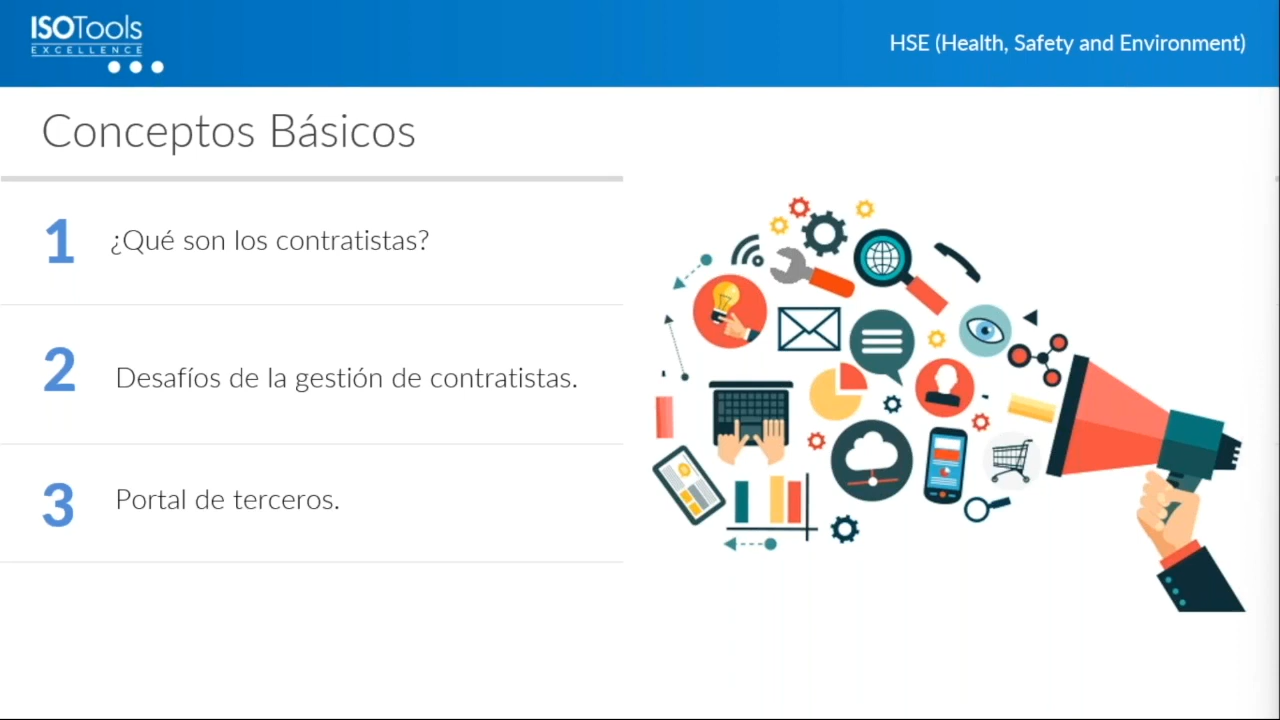 ISOTools
EXCELLENCE
HSE (Health, Safety and Environment)
Conceptos Básicos
1 ¿Qué son los contratistas?
2 Desafíos de la gestión de contratistas.
3 Portal de terceros.